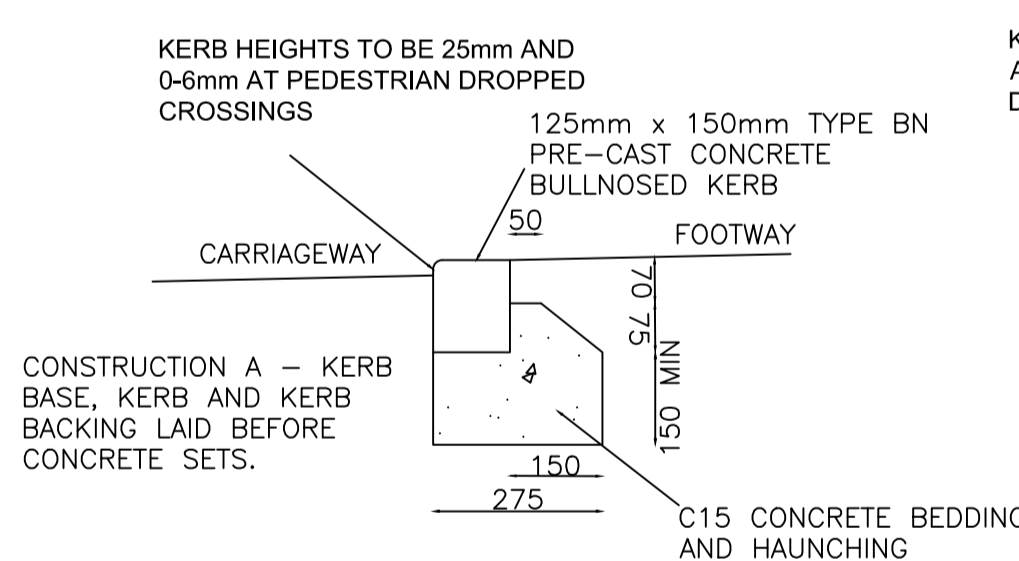 KERB HEIGHTS TO BE 25mm AND
0-6mm AT PEDESTRIAN DROPPED
CROSSINGS
K
A
D
125mm x 150mm TYPE BN
PRE-CAST CONCRETE
BULLNOSED KERB
50
CARRIAGEWAY
FOOTWAY
70 75
150 MIN
CONSTRUCTION A - KERB
BASE, KERB AND KERB
BACKING LAID BEFORE
CONCRETE SETS.
150
275
C15 CONCRETE BEDDING
AND HAUNCHING